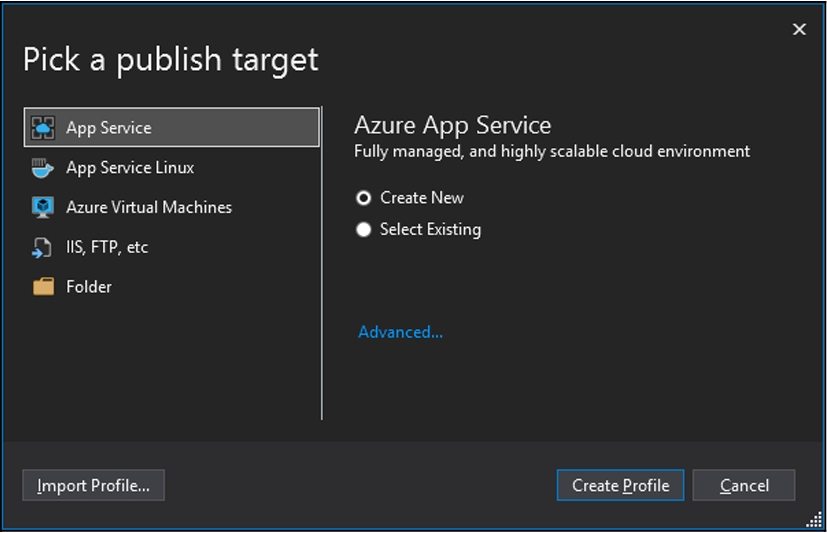 Pick a publish target
App Service
App Service Linux
Azure Virtual Machines
IIS, FTP, etc
Folder
Azure App Service
Fully managed, and highly scalable cloud environment
Create New
Select Existing
Advanced...
Import Profile...
Create Profile
Cancel